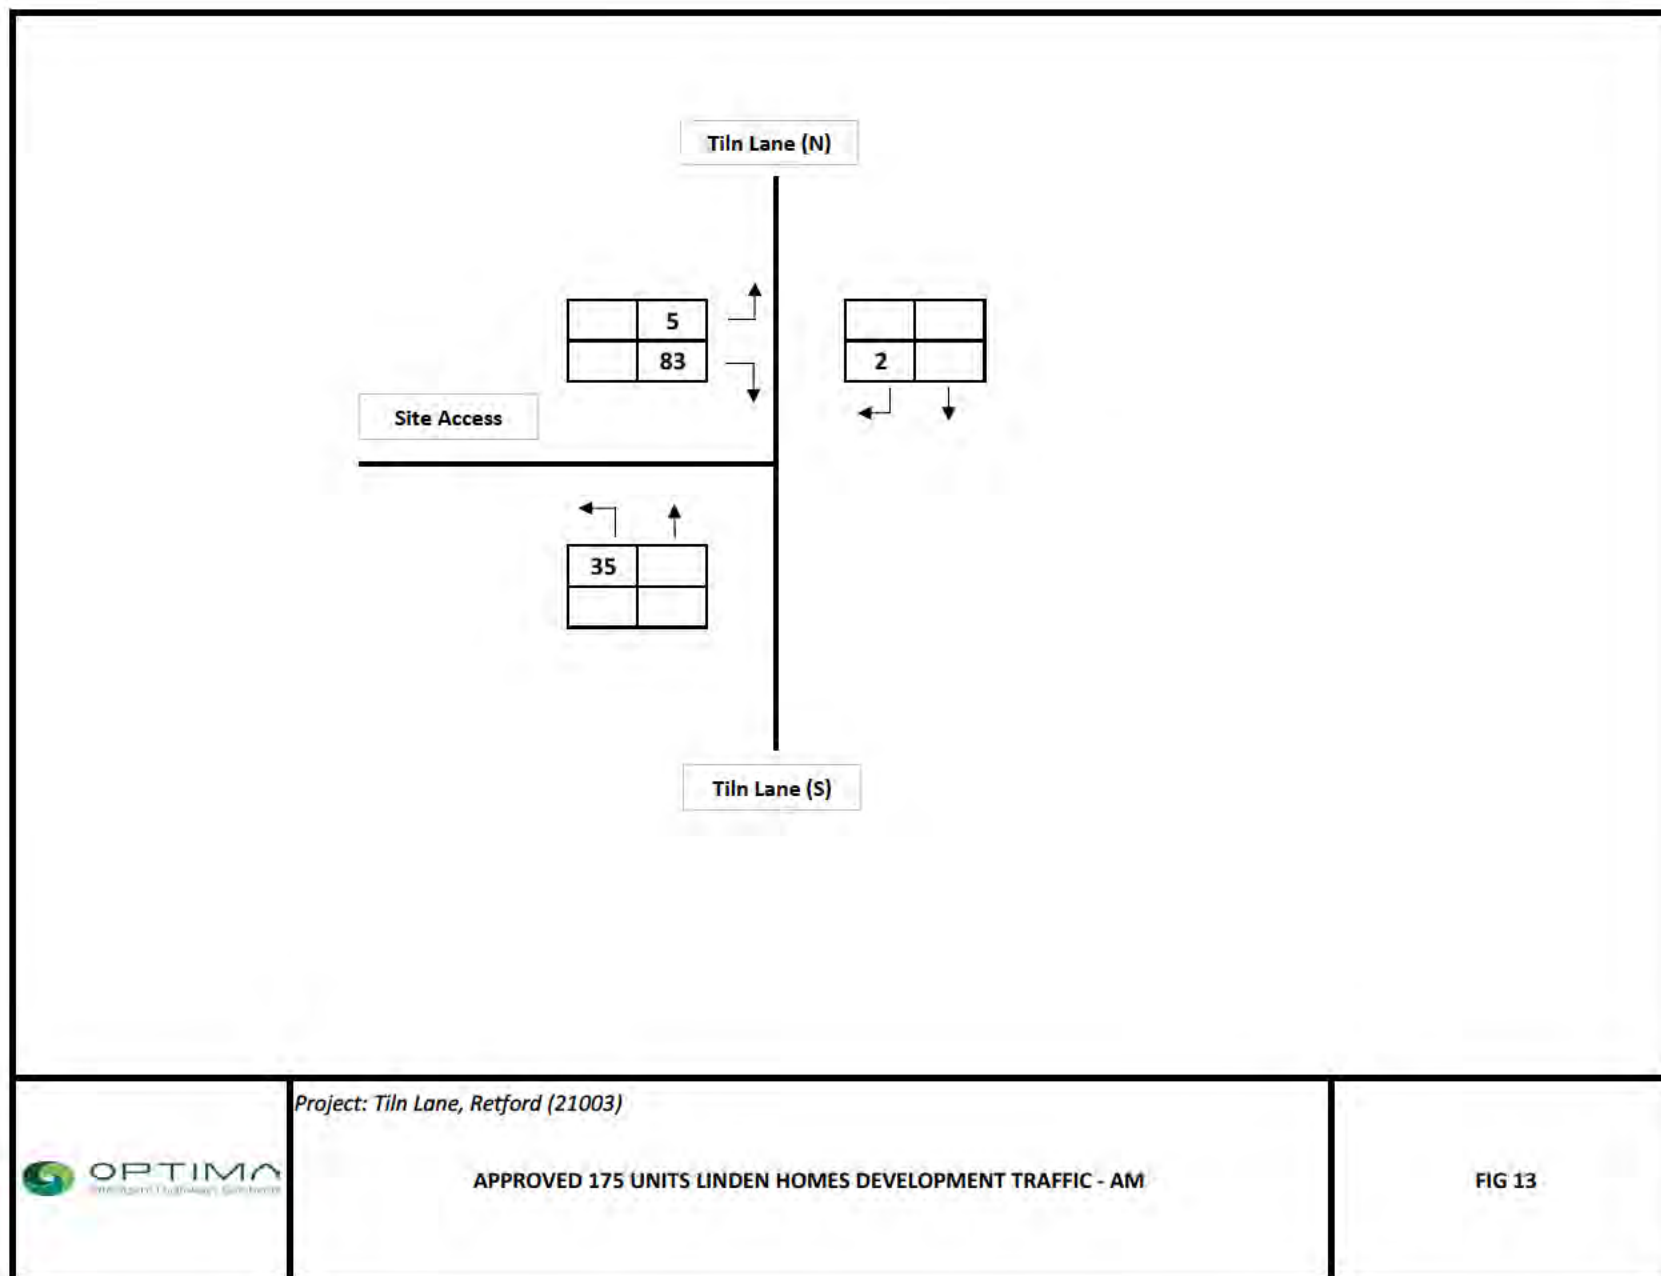 Tiln Lane (N)
5
83
2
Site Access
35
Tiln Lane (S)
Project: Tiln Lane, Retford (21003)
OPTIMA
APPROVED 175 UNITS LINDEN HOMES DEVELOPMENT TRAFFIC - AM
FIG 13